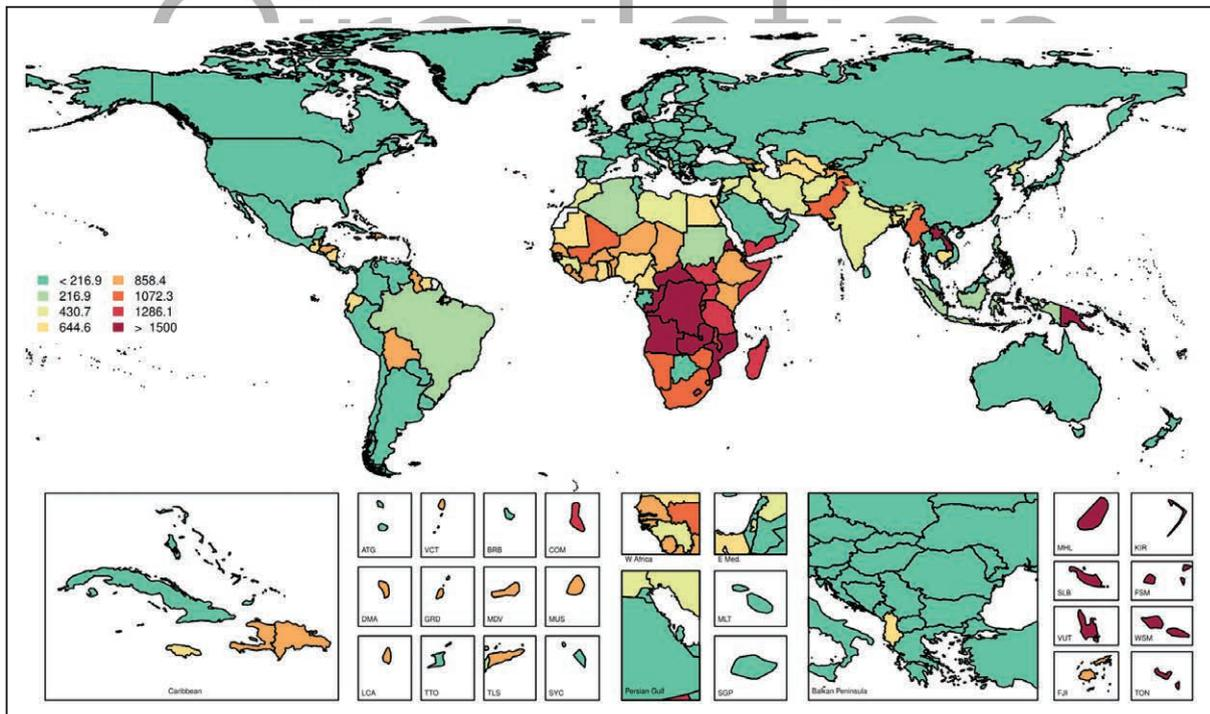 Circulation
< 216.9 858.4
216.9 1072.3
430.7 1286.1
644.6 > 1500
Caribbean
ATG VCT BRB COM
DMA GRD MDV MUS
LCA TTO TLS SYC
W Africa E Med.
Persian Gulf
MLT
SGP
Balkan Peninsula
MHL KIR
SLB FSM
VUT WSM
FJI TON